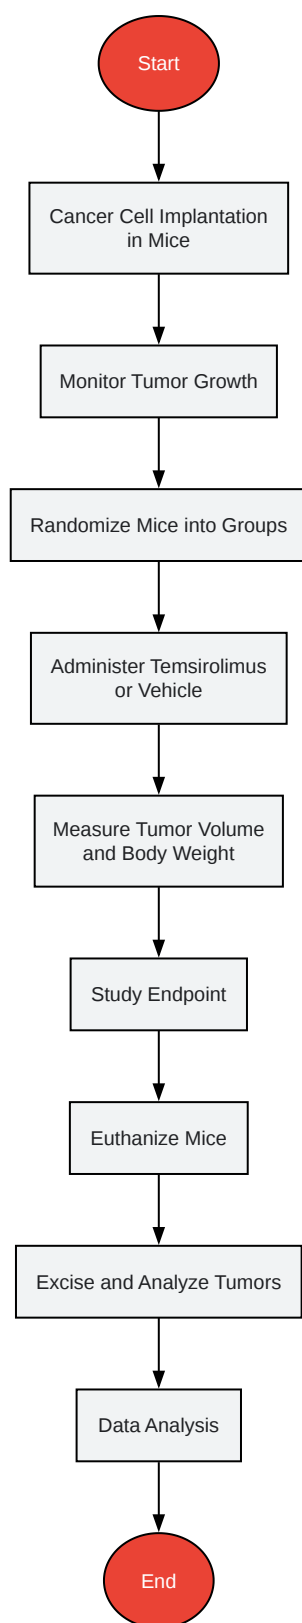 Start
Cancer Cell Implantation
in Mice
Monitor Tumor Growth
Randomize Mice into Groups
Administer Temsirolimus
or Vehicle
Measure Tumor Volume
and Body Weight
Study Endpoint
Euthanize Mice
Excise and Analyze Tumors
Data Analysis
End